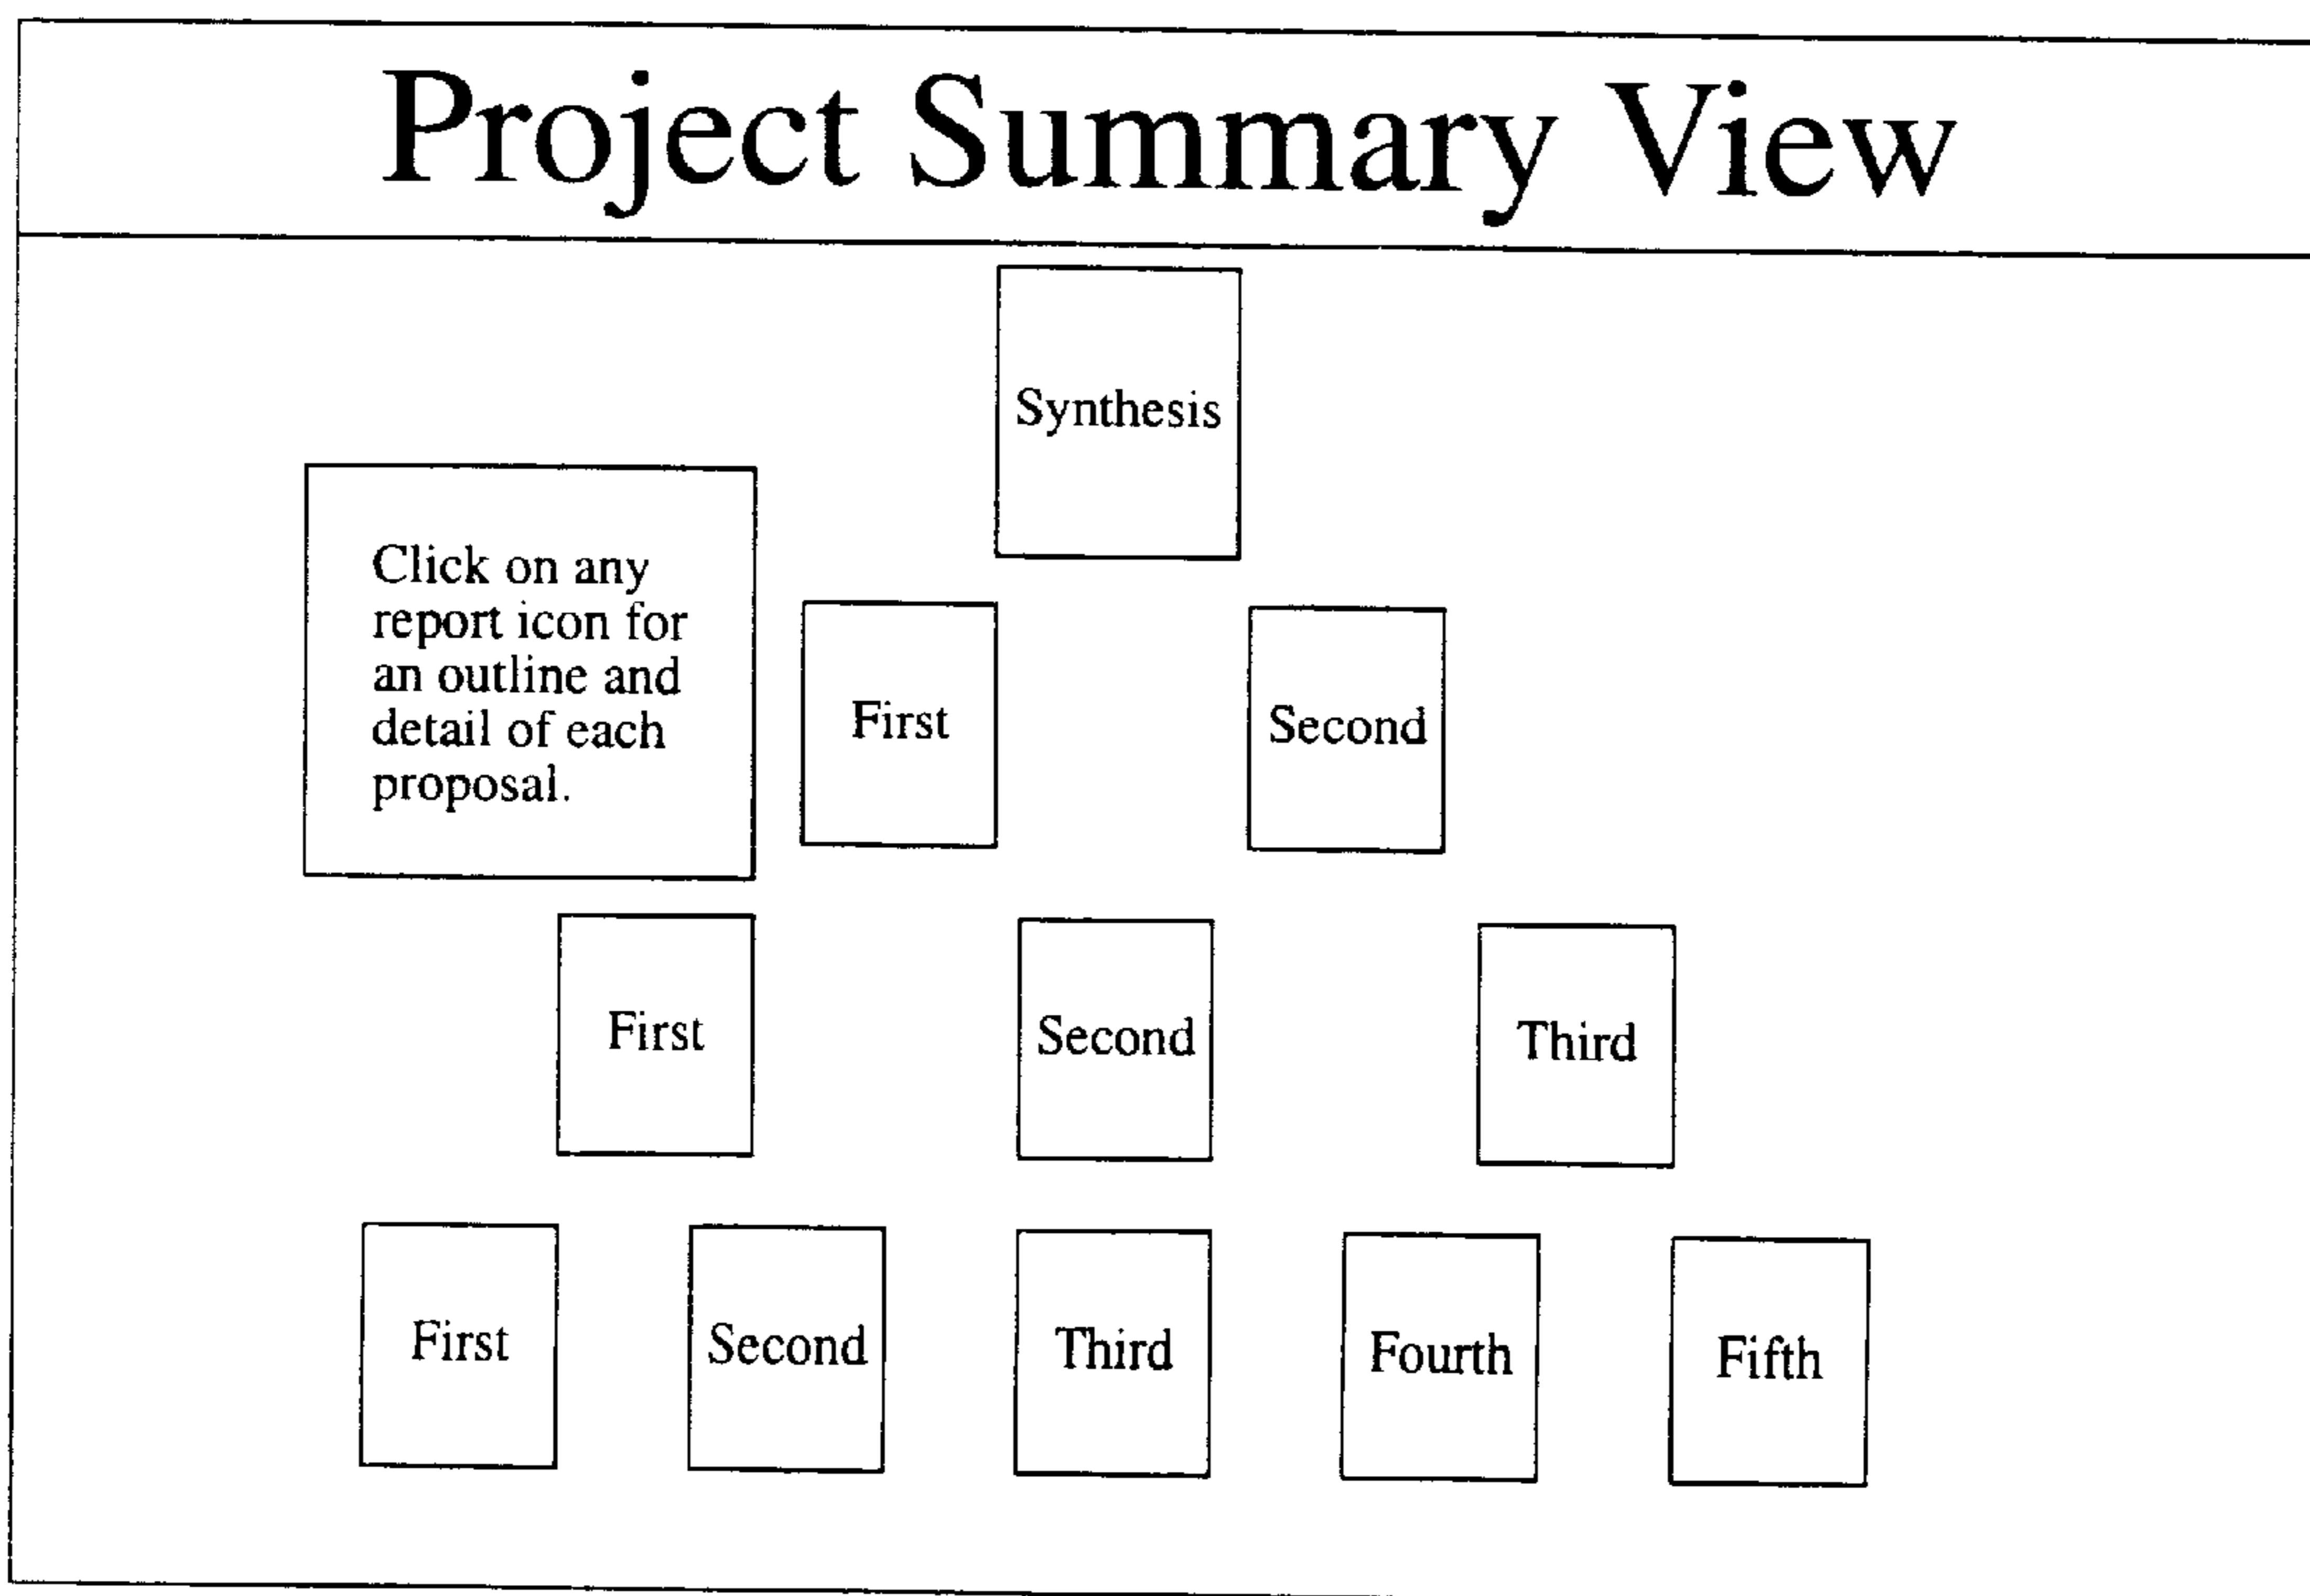 Project Summary View
Synthesis
Click on any
report icon for
an outline and
detail of each
proposal.
First
Second
First
Second
Third
First
Second
Third
Fourth
Fifth